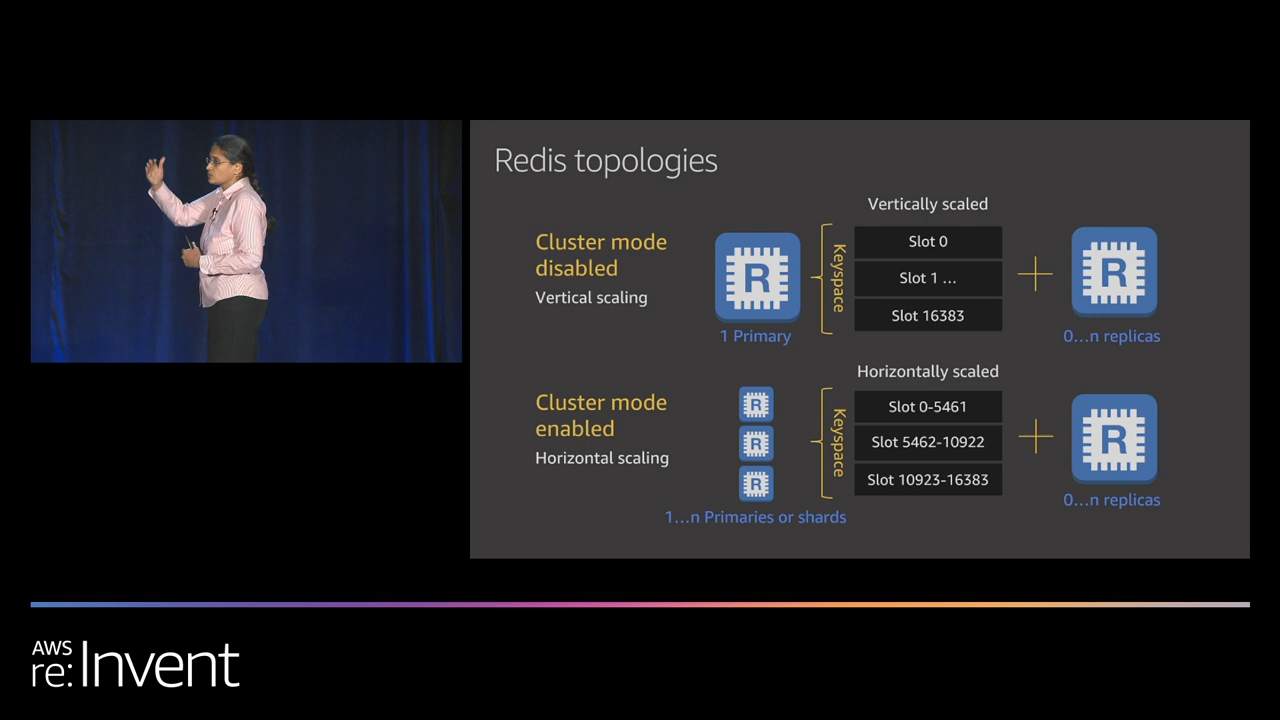 Redis topologies
Cluster mode
disabled
Vertical scaling
R
1 Primary
Keyspace
Vertically scaled
Slot 0
Slot 1 ...
Slot 16383
R
0...n replicas
Cluster mode
enabled
Horizontal scaling
R
R
R
1...n Primaries or shards
Keyspace
Horizontally scaled
Slot 0-5461
Slot 5462-10922
Slot 10923-16383
R
0...n replicas
AWS
re:Invent